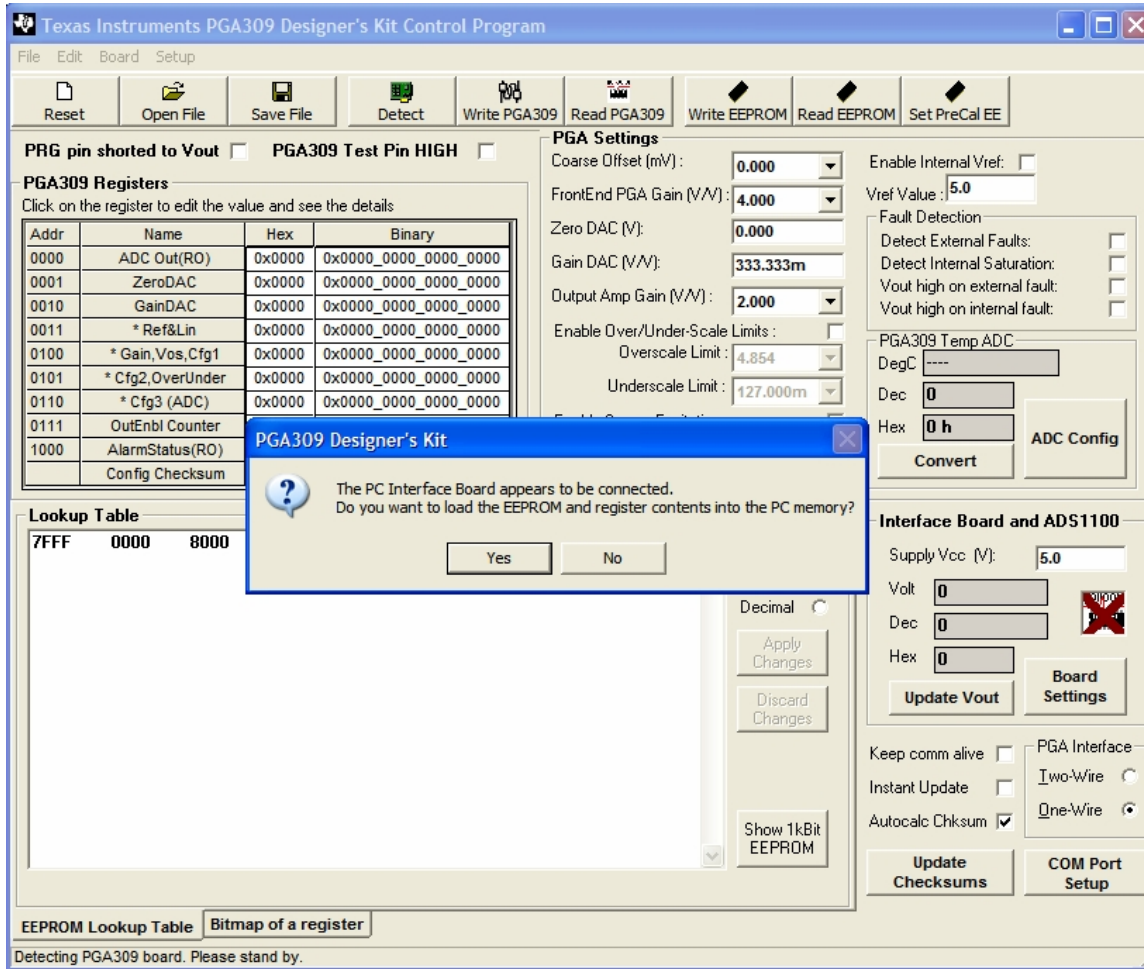 Texas Instruments PGA309 Designer's Kit Control Program
File Edit Board Setup
Reset Open File Save File Detect Write PGA309 Read PGA309 Write EEPROM Read EEPROM Set PreCal EE
PRG pin shorted to Vout PGA309 Test Pin HIGH
PGA309 Registers
Click on the register to edit the value and see the details
Addr Name Hex Binary
0000 ADC Out(RO) 0x0000 0x0000_0000_0000_0000
0001 ZeroDAC 0x0000 0x0000_0000_0000_0000
0010 GainDAC 0x0000 0x0000_0000_0000_0000
0011 * Ref&Lin 0x0000 0x0000_0000_0000_0000
0100 * Gain,Vos,Cfg1 0x0000 0x0000_0000_0000_0000
0101 * Cfg2,OverUnder 0x0000 0x0000_0000_0000_0000
0110 * Cfg3 (ADC) 0x0000 0x0000_0000_0000_0000
0111 OutEnbl Counter
1000 AlarmStatus(RO)
Config Checksum
PGA Settings
Coarse Offset (mV) : 0.000
FrontEnd PGA Gain (V/V) : 4.000
Zero DAC (V): 0.000
Gain DAC (V/V): 333.333m
Output Amp Gain (V/V) : 2.000
Enable Over/Under-Scale Limits :
Overscale Limit : 4.854
Underscale Limit : 127.000m
Enable Internal Vref:
Vref Value : 5.0
Fault Detection
Detect External Faults:
Detect Internal Saturation:
Vout high on external fault:
Vout high on internal fault:
PGA309 Temp ADC
DegC ----
Dec 0
Hex 0 h
Convert
ADC Config
PGA309 Designer's Kit
The PC Interface Board appears to be connected.
Do you want to load the EEPROM and register contents into the PC memory?
Yes No
Lookup Table
7FFF 0000 8000
Decimal
Apply
Changes
Discard
Changes
Show 1kBit
EEPROM
Interface Board and ADS1100
Supply Vcc (V): 5.0
Volt 0
Dec 0
Hex 0
Update Vout
Board
Settings
Keep comm alive
Instant Update
Autocalc Chksum
PGA Interface
Two-Wire
One-Wire
Update
Checksums
COM Port
Setup
EEPROM Lookup Table Bitmap of a register
Detecting PGA309 board. Please stand by.